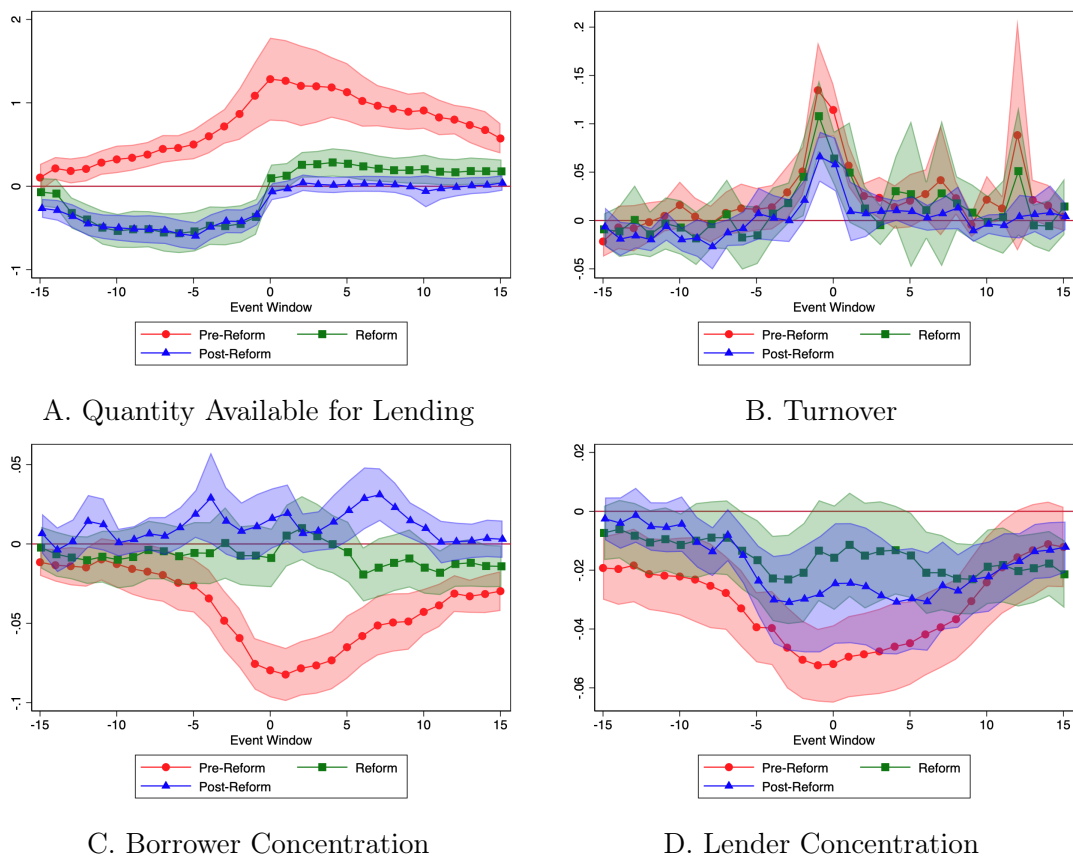 2
1
0
-1
-15
-10
-5
0
5
10
15
Event Window
Pre-Reform
Reform
Post-Reform
A. Quantity Available for Lending
.2
.15
.1
.05
0
-.05
-15
-10
-5
0
5
10
15
Event Window
Pre-Reform
Reform
Post-Reform
B. Turnover
.05
0
-.05
-.1
-15
-10
-5
0
5
10
15
Event Window
Pre-Reform
Reform
Post-Reform
C. Borrower Concentration
.02
0
-.02
-.04
-.06
-15
-10
-5
0
5
10
15
Event Window
Pre-Reform
Reform
Post-Reform
D. Lender Concentration